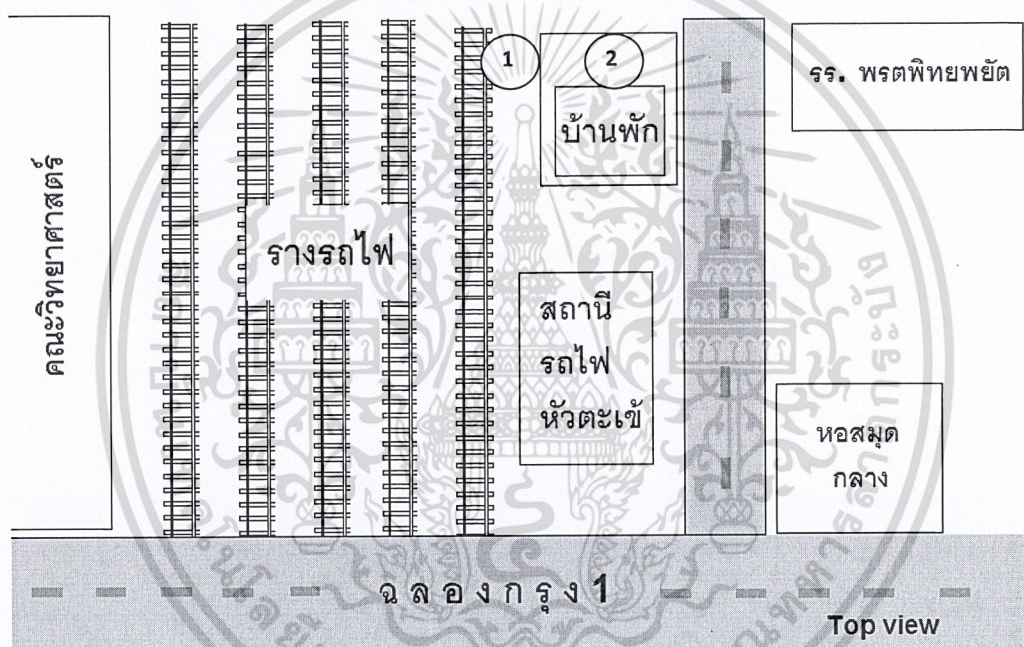 1
2
รร. พรตพิทยพยัต
บ้านพัก
คณะวิทยาศาสตร์
รางรถไฟ
สถานี
รถไฟ
หัวตะเข้
หอสมุด
กลาง
ฉลองกรุง1
Top view